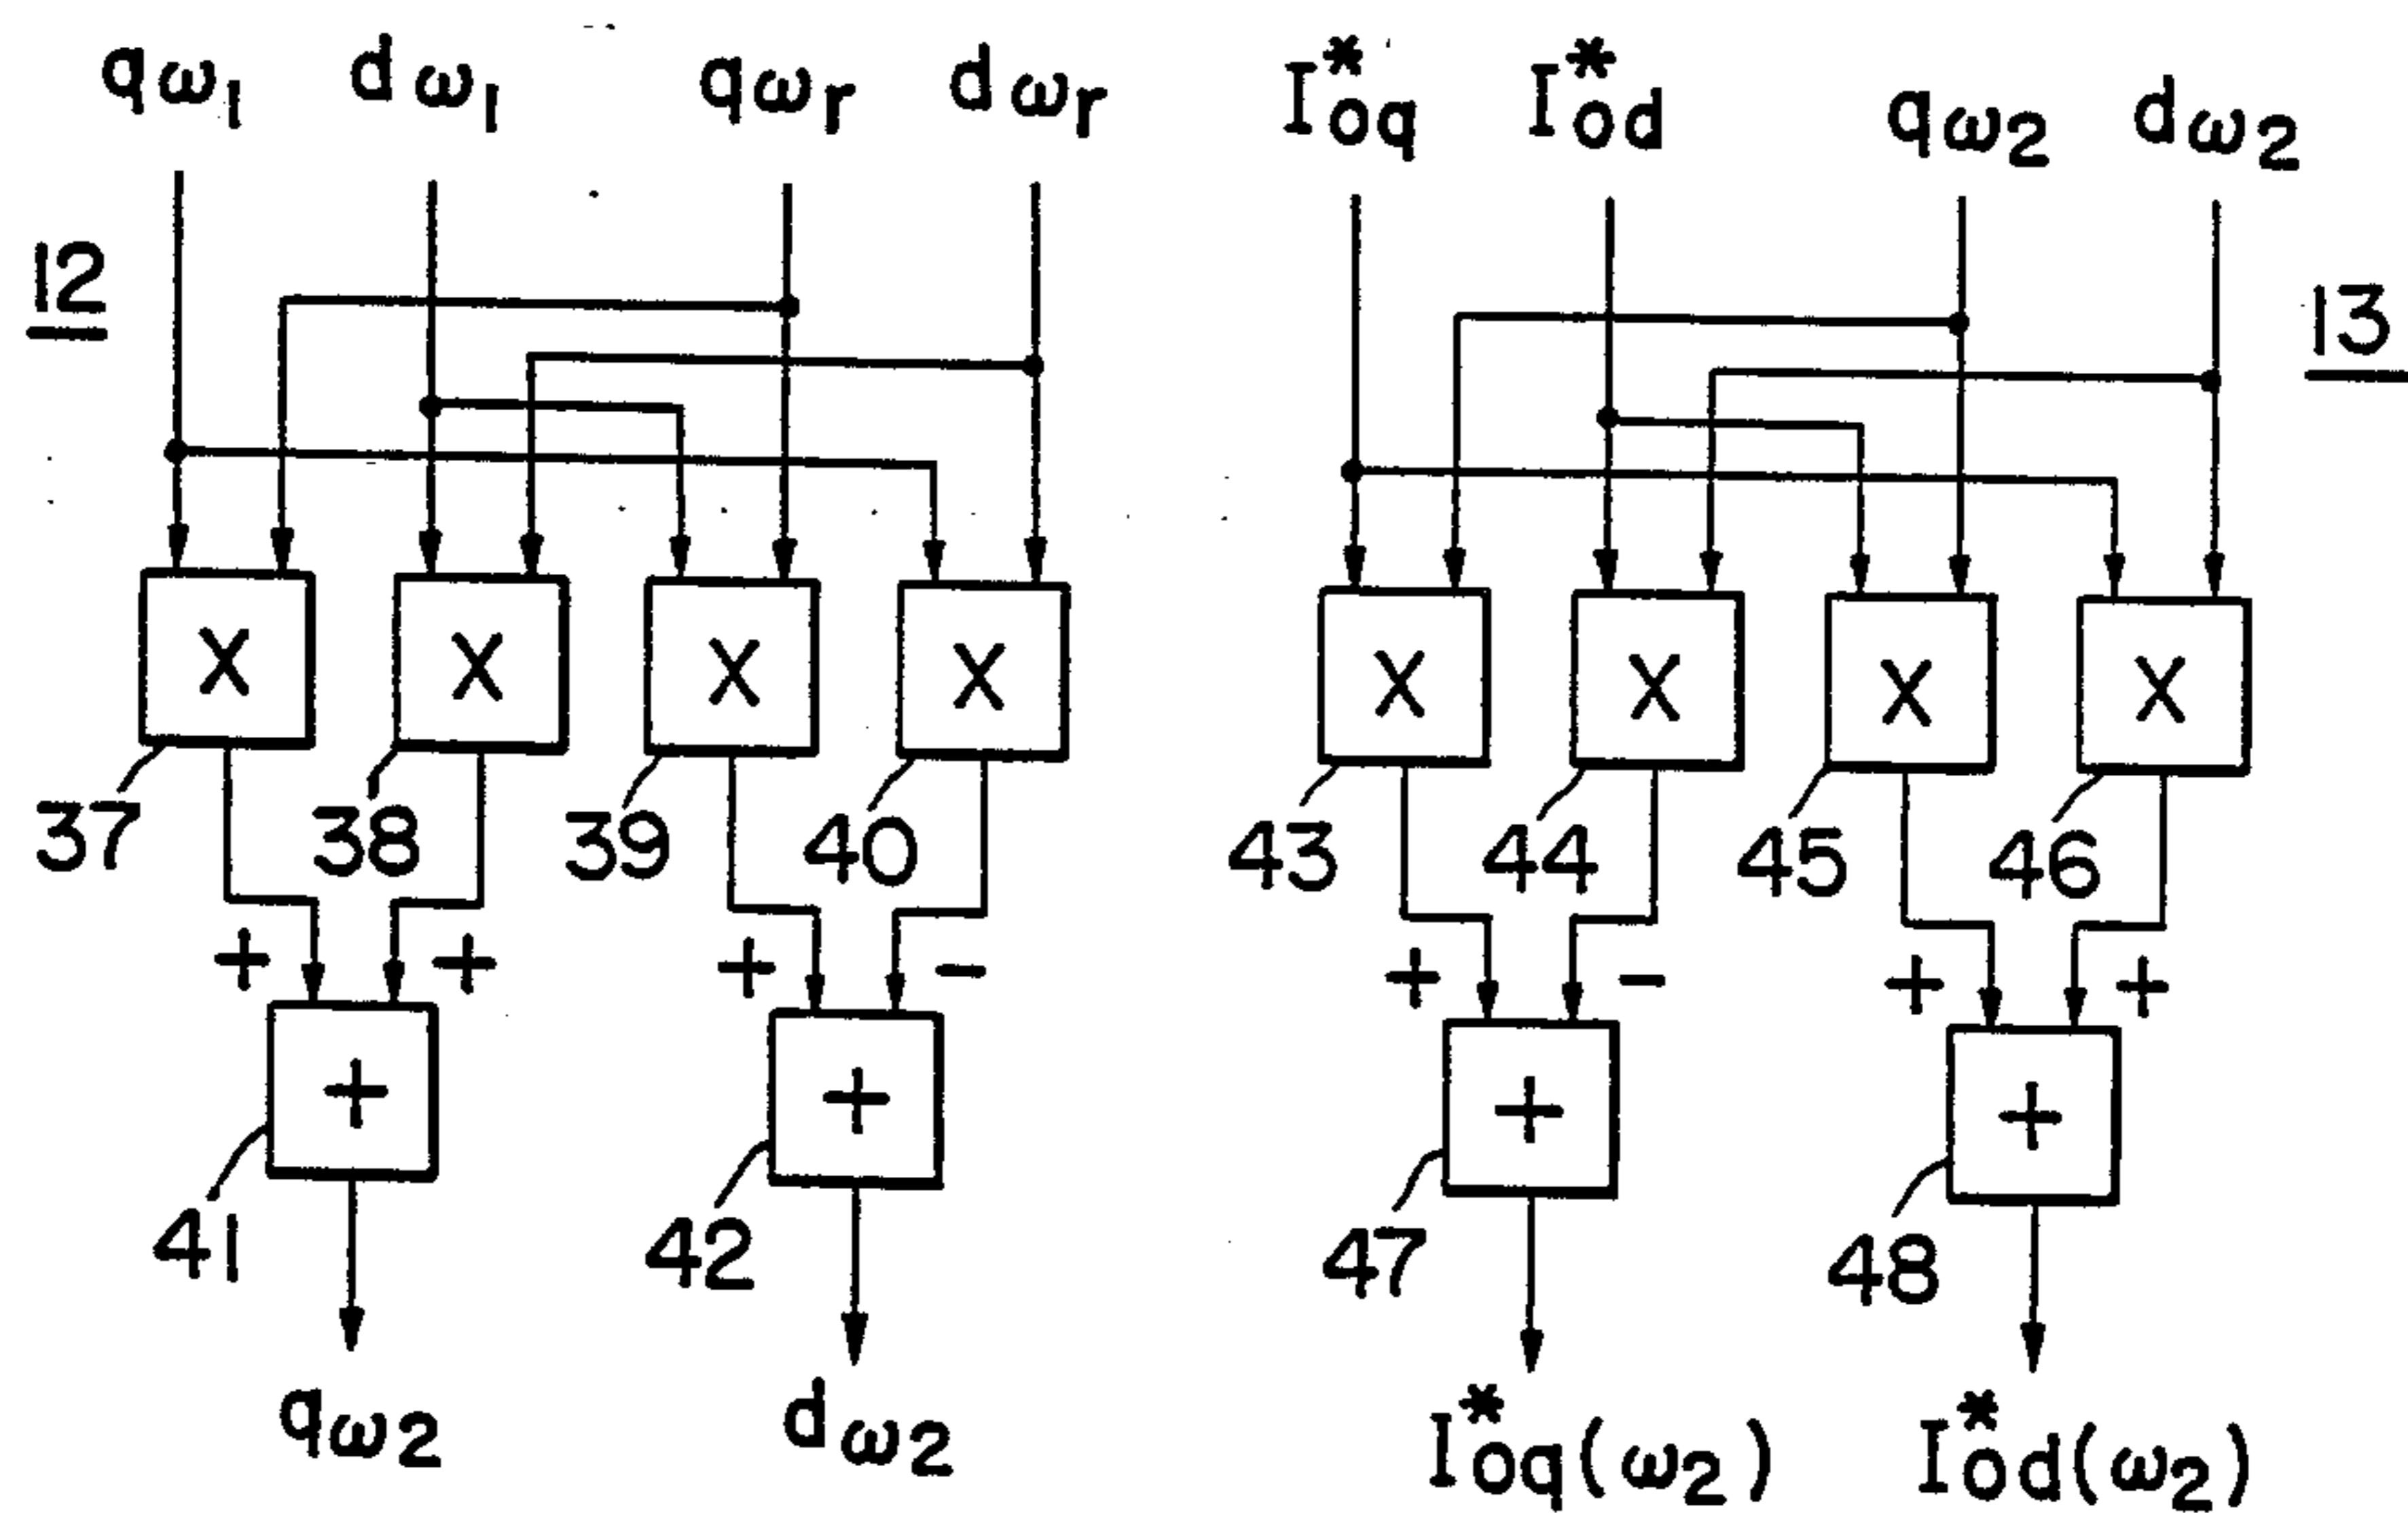 qω1 dω1 qωr dωr I*oq I*od qω2 dω2
12 13
X X X X X X X X
37 38 39 40 43 44 45 46
+ + + - + - + +
+ + + +
41 42 47 48
qω2 dω2 I*oq(ω2) I*od(ω2)